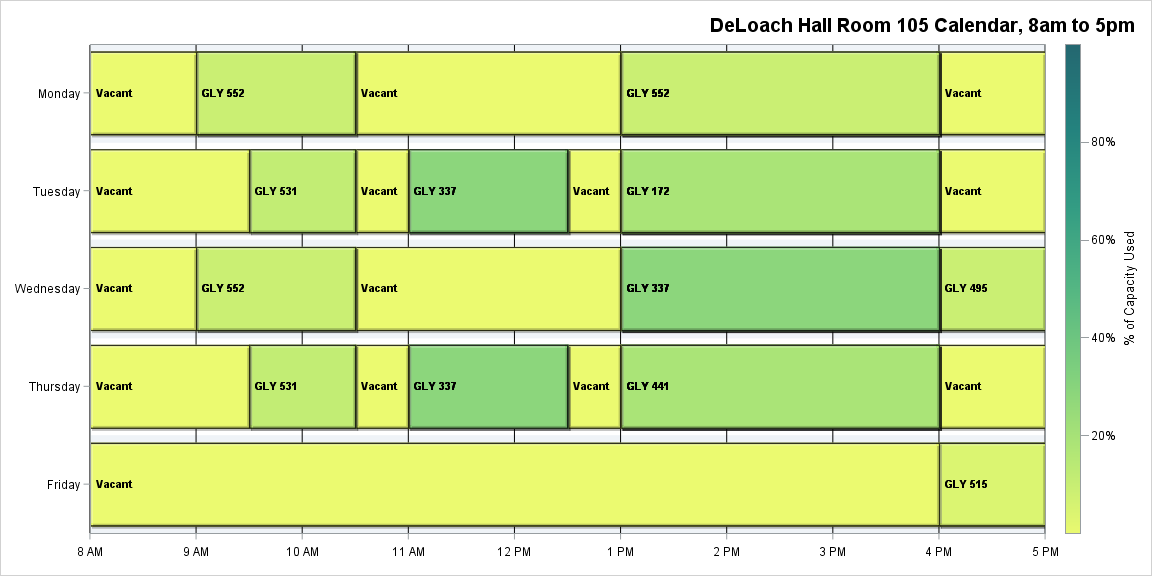 DeLoach Hall Room 105 Calendar, 8am to 5pm
Monday Vacant GLY 552 Vacant GLY 552 Vacant
Tuesday Vacant GLY 531 Vacant GLY 337 Vacant GLY 172 Vacant
Wednesday Vacant GLY 552 Vacant GLY 337 GLY 495
Thursday Vacant GLY 531 Vacant GLY 337 Vacant GLY 441 Vacant
Friday Vacant GLY 515
8 AM 9 AM 10 AM 11 AM 12 PM 1 PM 2 PM 3 PM 4 PM 5 PM
80%
60%
40%
20%
% of Capacity Used